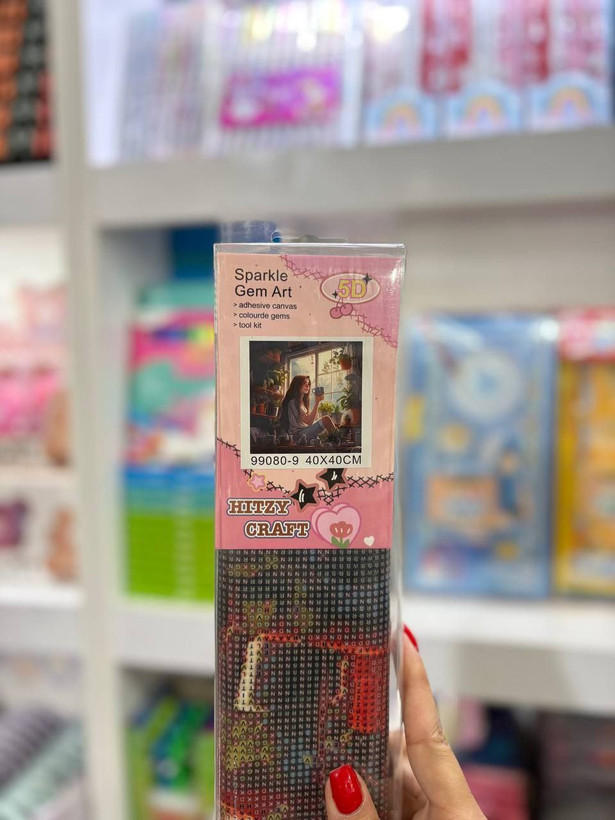 Sparkle
Gem Art
5D
> adhesive canvas
> colourde gems
> tool kit
99080-9 40X40CM
HITZY
CRAFT